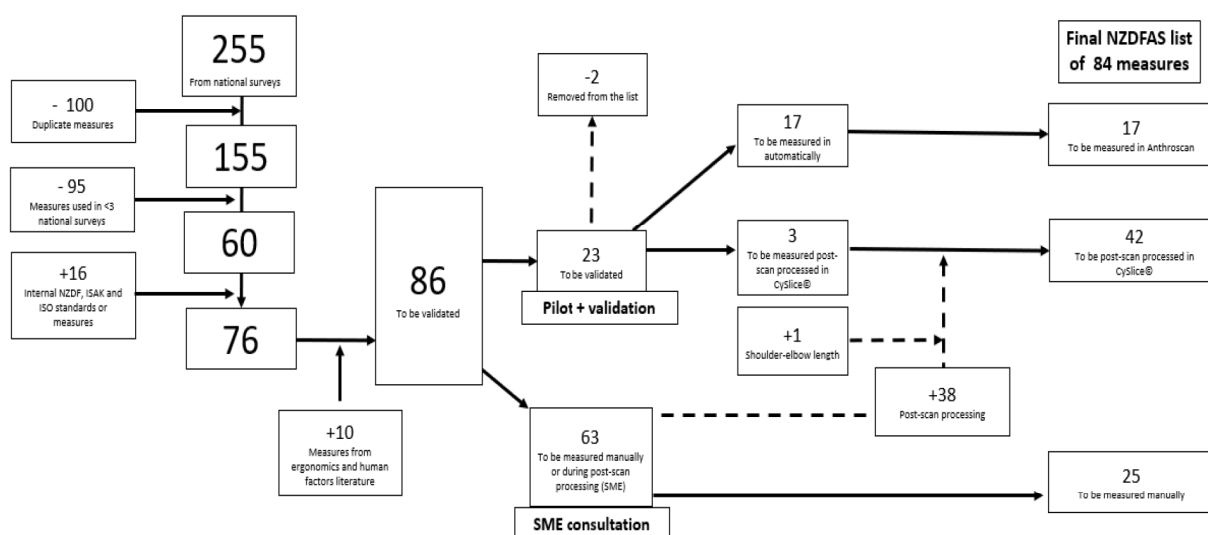 255
From national surveys
- 100
Duplicate measures
155
- 95
Measures used in <3
national surveys
60
+16
Internal NZDF, ISAK and
ISO standards or
measures
76
+10
Measures from
ergonomics and human
factors literature
86
To be validated
-2
Removed from the list
23
To be validated
Pilot + validation
63
To be measured manually
or during post-scan
processing (SME)
SME consultation
17
To be measured in
automatically
3
To be measured post-
scan processed in
CySlice©
+1
Shoulder-elbow length
+38
Post-scan processing
Final NZDFAS list
of 84 measures
17
To be measured in Anthroscan
42
To be post-scan processed in
CySlice©
25
To be measured manually